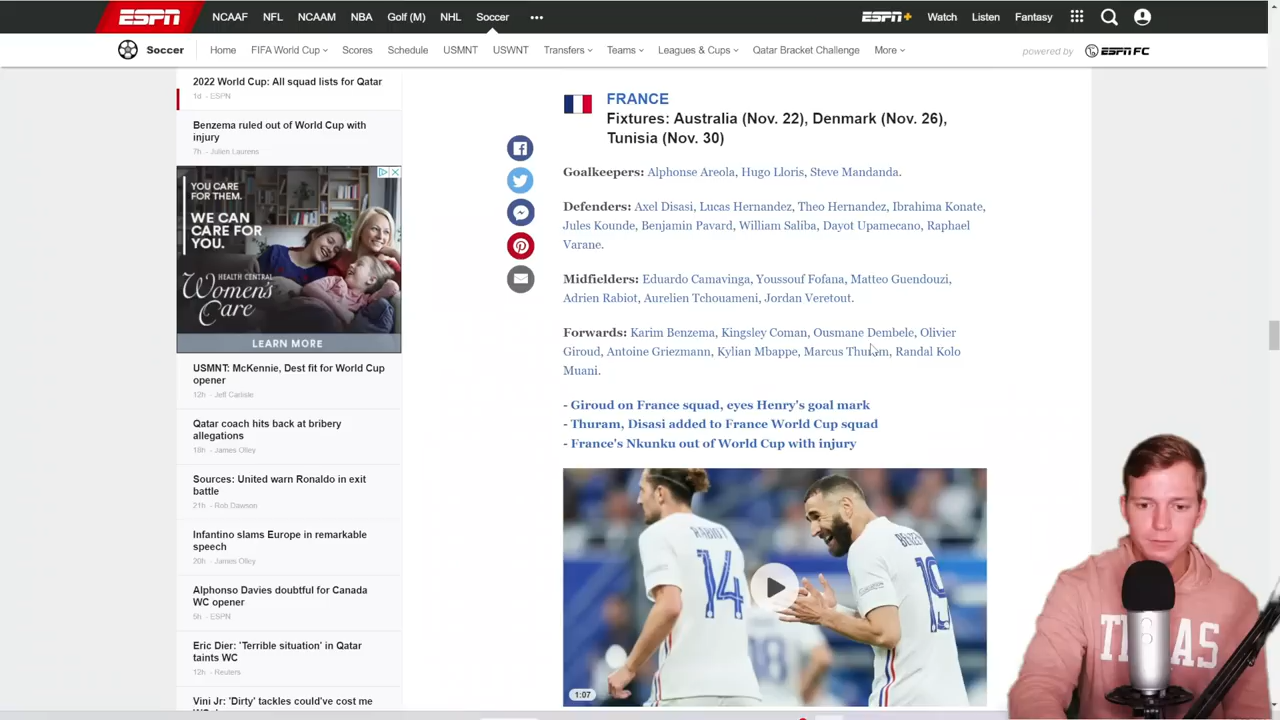 ESPN NCAAF NFL NCAAM NBA Golf (M) NHL Soccer ••• ESPN+ Watch Listen Fantasy
Soccer Home FIFA World Cup Scores Schedule USMNT USWNT Transfers Teams Leagues & Cups Qatar Bracket Challenge More powered by ESPN FC
2022 World Cup: All squad lists for Qatar
1d - ESPN
Benzema ruled out of World Cup with
injury
7h - Julien Laurens
YOU CARE
FOR THEM.
WE CAN
CARE FOR
YOU.
HEALTH CENTRAL
Women's
Care
LEARN MORE
USMNT: McKennie, Dest fit for World Cup
opener
12h - Jeff Carlisle
Qatar coach hits back at bribery
allegations
18h - James Olley
Sources: United warn Ronaldo in exit
battle
21h - Rob Dawson
Infantino slams Europe in remarkable
speech
20h - James Olley
Alphonso Davies doubtful for Canada
WC opener
5h - ESPN
Eric Dier: 'Terrible situation' in Qatar
taints WC
12h - Reuters
Vini Jr: 'Dirty' tackles could've cost me
FRANCE
Fixtures: Australia (Nov. 22), Denmark (Nov. 26),
Tunisia (Nov. 30)
Goalkeepers: Alphonse Areola, Hugo Lloris, Steve Mandanda.
Defenders: Axel Disasi, Lucas Hernandez, Theo Hernandez, Ibrahima Konate,
Jules Kounde, Benjamin Pavard, William Saliba, Dayot Upamecano, Raphael
Varane.
Midfielders: Eduardo Camavinga, Youssouf Fofana, Matteo Guendouzi,
Adrien Rabiot, Aurelien Tchouameni, Jordan Veretout.
Forwards: Karim Benzema, Kingsley Coman, Ousmane Dembele, Olivier
Giroud, Antoine Griezmann, Kylian Mbappe, Marcus Thuram, Randal Kolo
Muani.
- Giroud on France squad, eyes Henry's goal mark
- Thuram, Disasi added to France World Cup squad
- France's Nkunku out of World Cup with injury
RABIOT
14
19
18
1:07
TEXAS